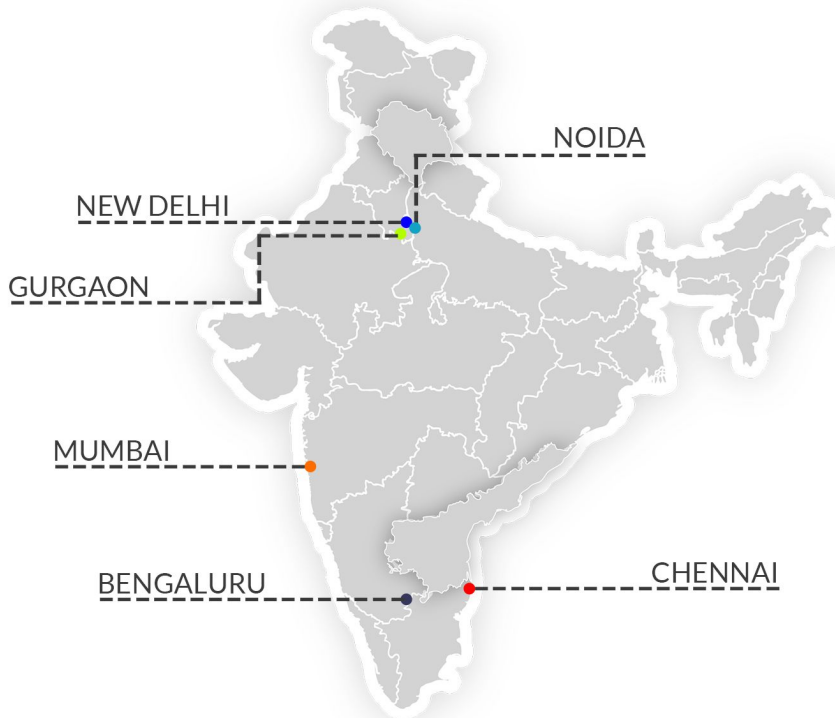 NOIDA
NEW DELHI
GURGAON
MUMBAI
BENGALURU
CHENNAI